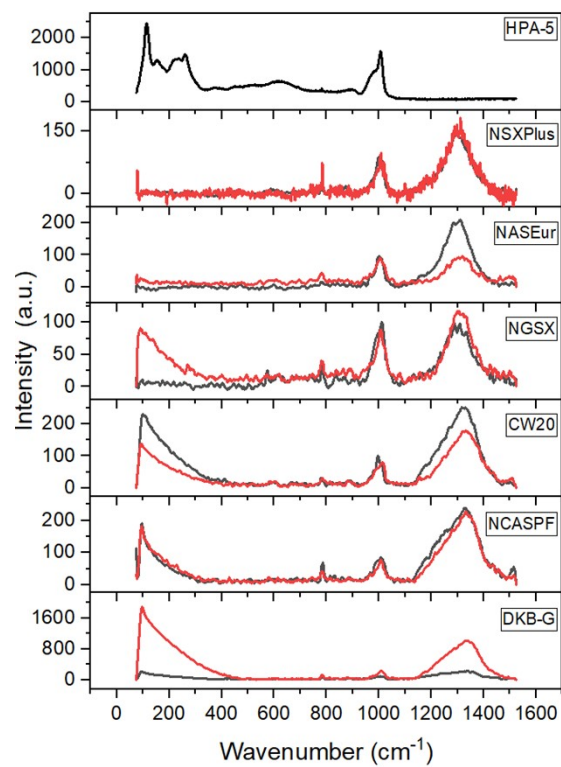 HPA-5
2000
1000
0
NSXPlus
150
0
NASEur
200
100
0
NGSX
100
50
0
CW20
200
100
0
NCASPF
200
100
0
DKB-G
1600
800
0
0 200 400 600 800 1000 1200 1400 1600
Wavenumber (cm⁻¹)
Intensity (a.u.)